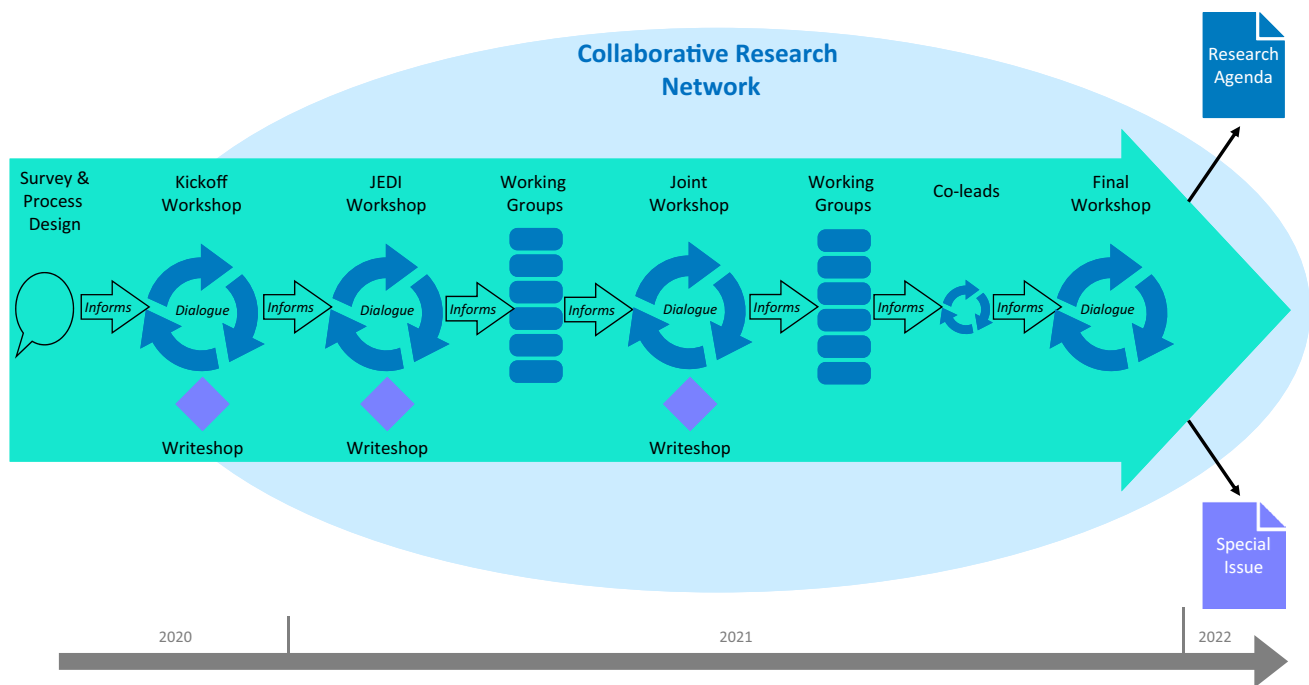 Collaborative Research
Network
Research
Agenda
Survey &
Process
Design
Kickoff
Workshop
JEDI
Workshop
Working
Groups
Joint
Workshop
Working
Groups
Co-leads
Final
Workshop
Informs
Dialogue
Informs
Dialogue
Informs
Informs
Dialogue
Informs
Informs
Informs
Dialogue
Writeshop
Writeshop
Writeshop
Special
Issue
2020
2021
2022